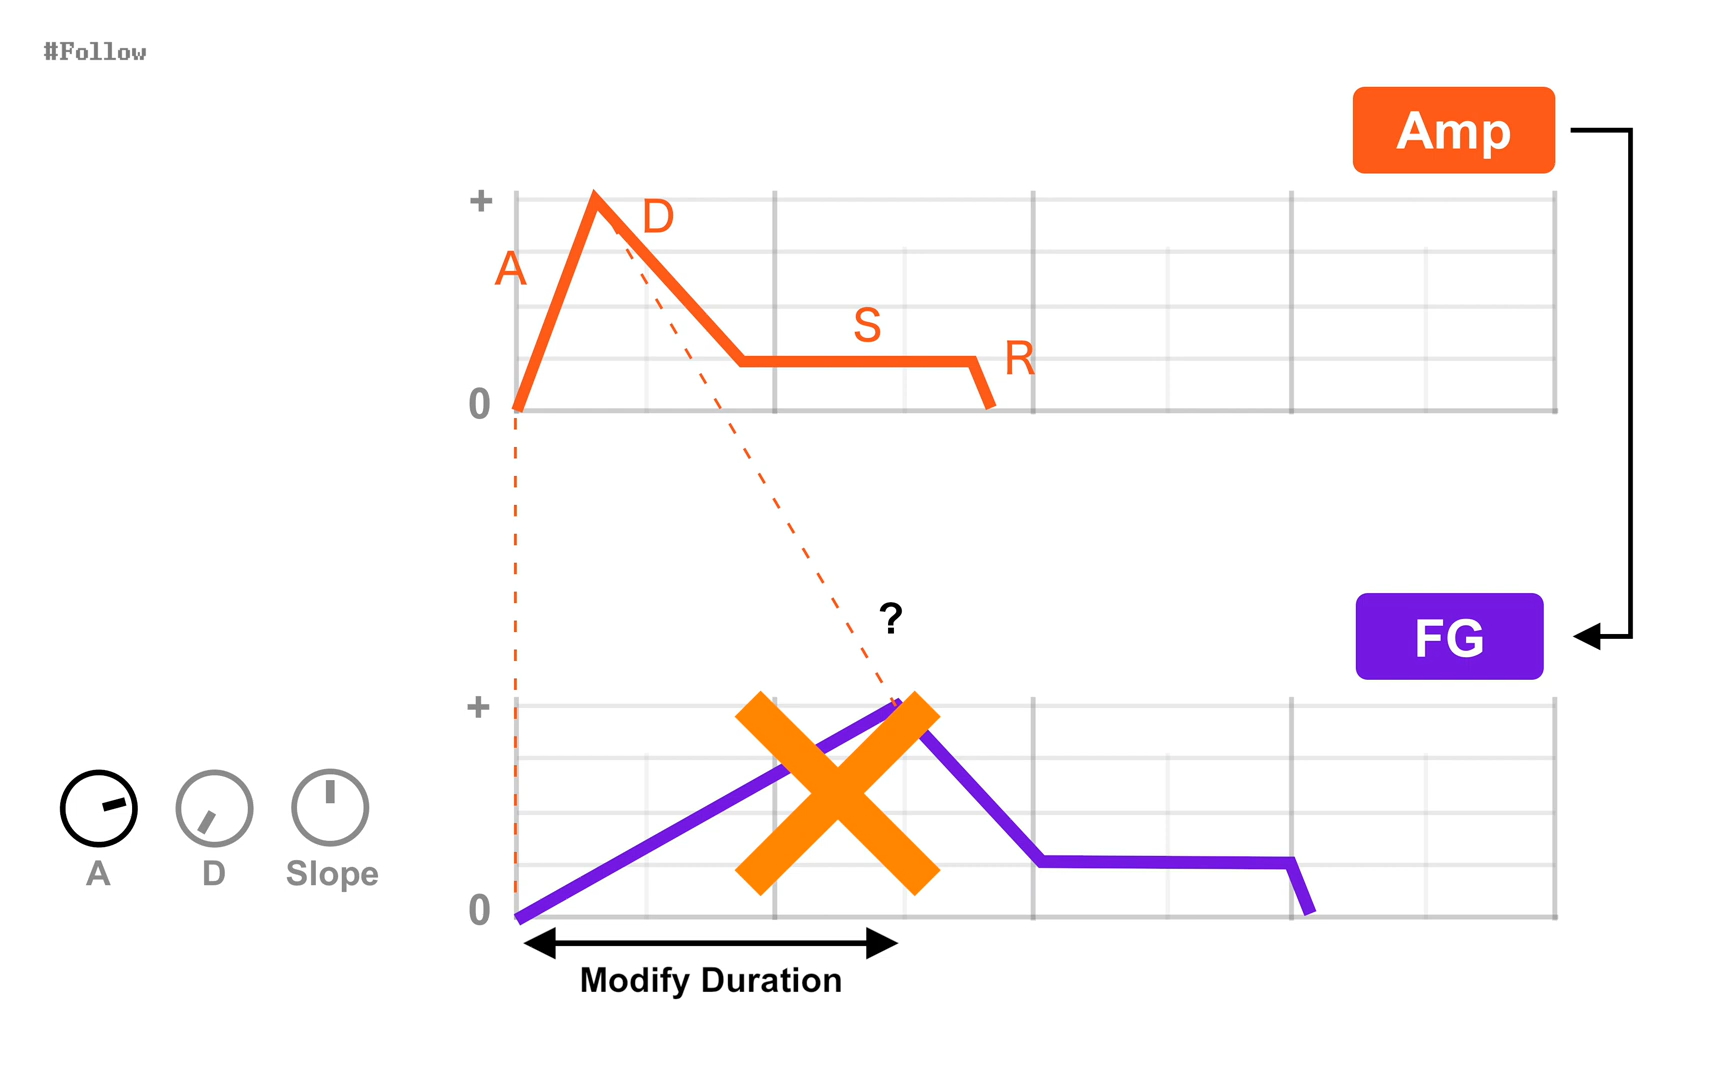 #Follow
Amp
+
D
A
S
R
0
?
FG
+
A
D
Slope
0
Modify Duration